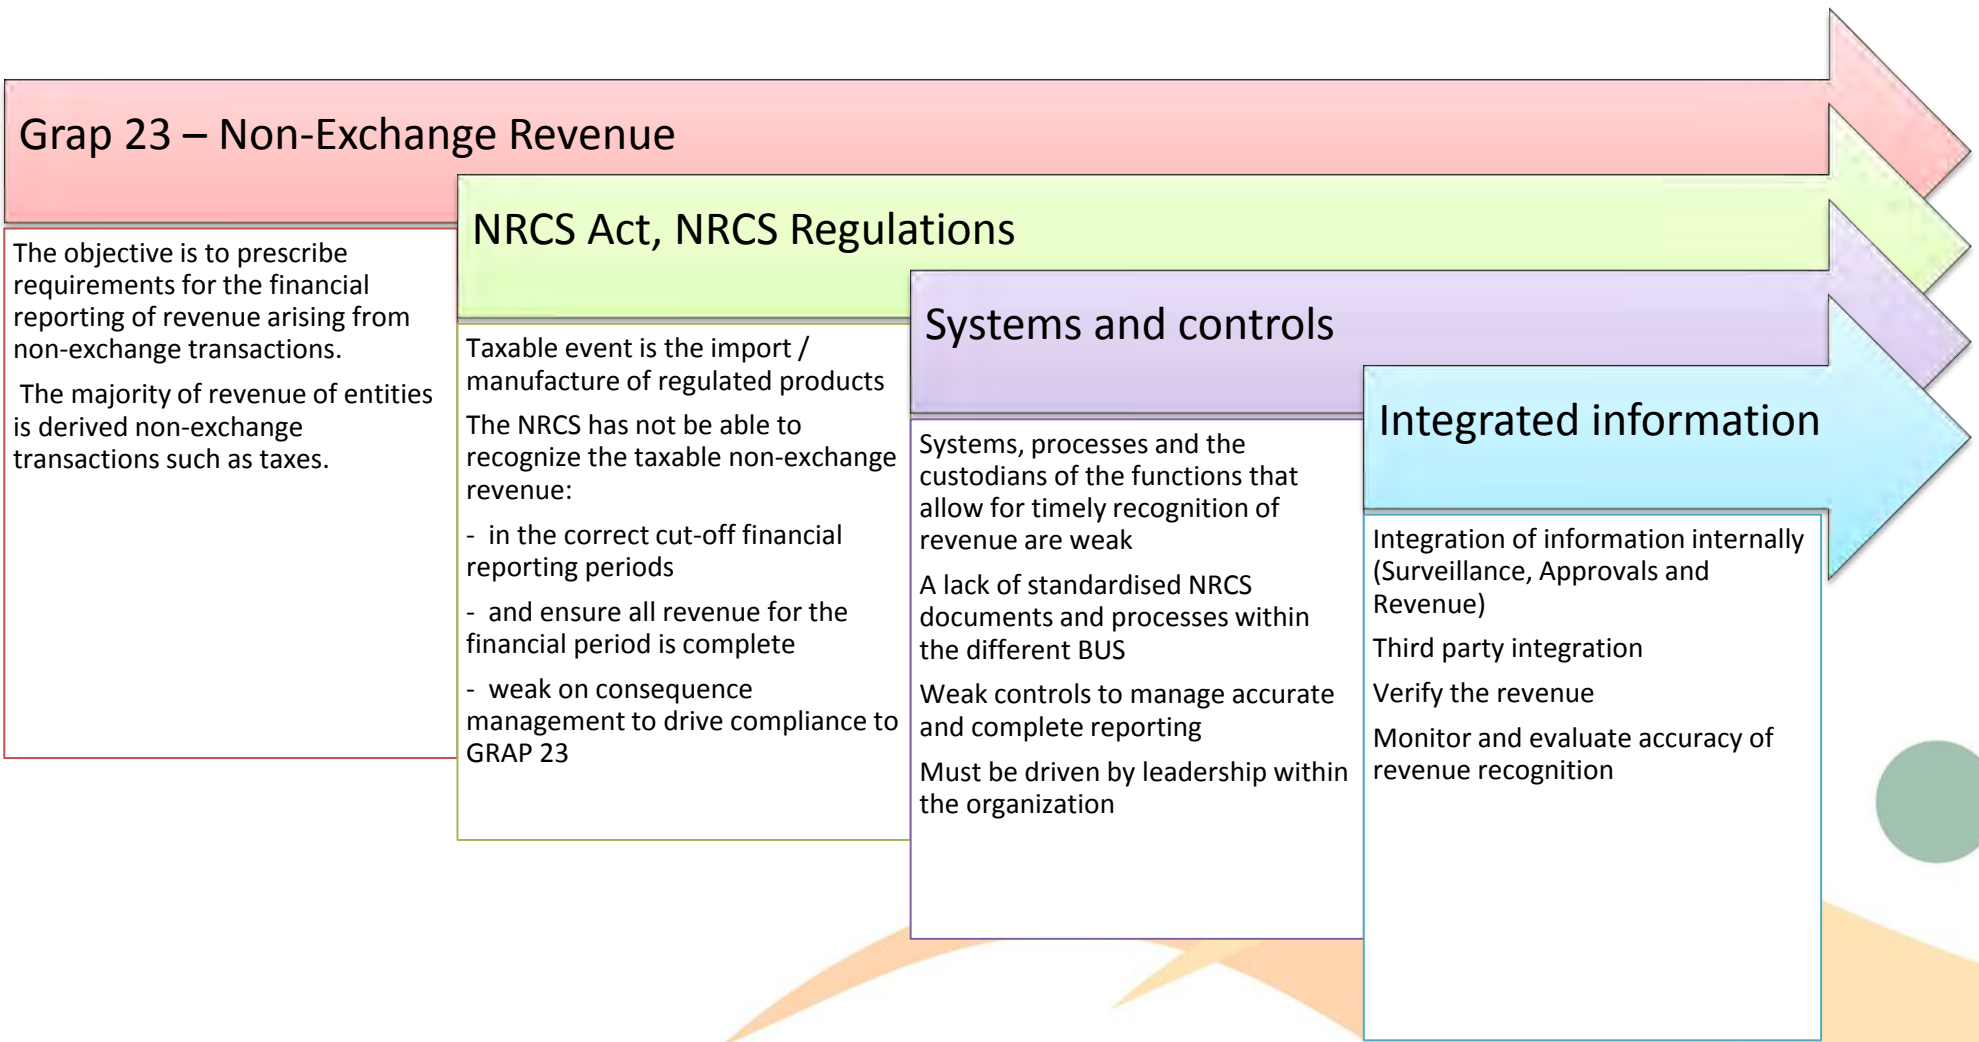 Grap 23 – Non-Exchange Revenue
The objective is to prescribe
requirements for the financial
reporting of revenue arising from
non-exchange transactions.
The majority of revenue of entities
is derived non-exchange
transactions such as taxes.
NRCS Act, NRCS Regulations
Taxable event is the import /
manufacture of regulated products
The NRCS has not be able to
recognize the taxable non-exchange
revenue:
- in the correct cut-off financial
reporting periods
- and ensure all revenue for the
financial period is complete
- weak on consequence
management to drive compliance to
GRAP 23
Systems and controls
Systems, processes and the
custodians of the functions that
allow for timely recognition of
revenue are weak
A lack of standardised NRCS
documents and processes within
the different BUS
Weak controls to manage accurate
and complete reporting
Must be driven by leadership within
the organization
Integrated information
Integration of information internally
(Surveillance, Approvals and
Revenue)
Third party integration
Verify the revenue
Monitor and evaluate accuracy of
revenue recognition